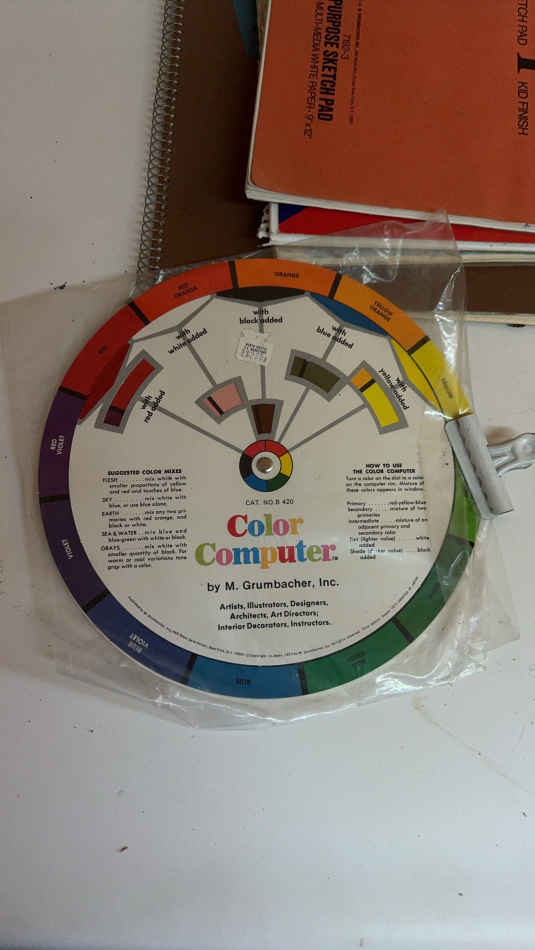 7185-3
PURPOSE SKETCH PAD
MULTI-MEDIA WHITE PAPER • 9" x 12"
TCH PAD
KID FINISH
RED
ORANGE
ORANGE
YELLOW
ORANGE
RED
with
black added
with
white added
with
blue added
with
red added
with
yellow added
RED
VIOLET
VIOLET
BLUE
VIOLET
BLUE
SUGGESTED COLOR MIXES
FLESH ........ mix white with
smaller proportions of yellow
and red and touches of blue.
SKY ........ mix white with
blue, or use blue alone.
EARTH ........ mix any two pri-
maries with red orange, and
black or white.
SEA & WATER .. use blue and
blue-green with white or black.
GRAYS ........ mix white with
smaller quantity of black. For
warm or cool variations tone
gray with a color.
HOW TO USE
THE COLOR COMPUTER
Turn a color on the dial to a color
on the computer rim. Mixture of
these colors appears in window.
Primary ........ red-yellow-blue
Secondary ...... mixture of two
primaries
Intermediate ...... mixture of an
adjacent primary and
secondary color
Tint (lighter value) ...... white
added
Shade (darker value) ...... black
added
CAT. NO. B 420
Color
Computer™
by M. Grumbacher, Inc.
Artists, Illustrators, Designers,
Architects, Art Directors;
Interior Decorators, Instructors.